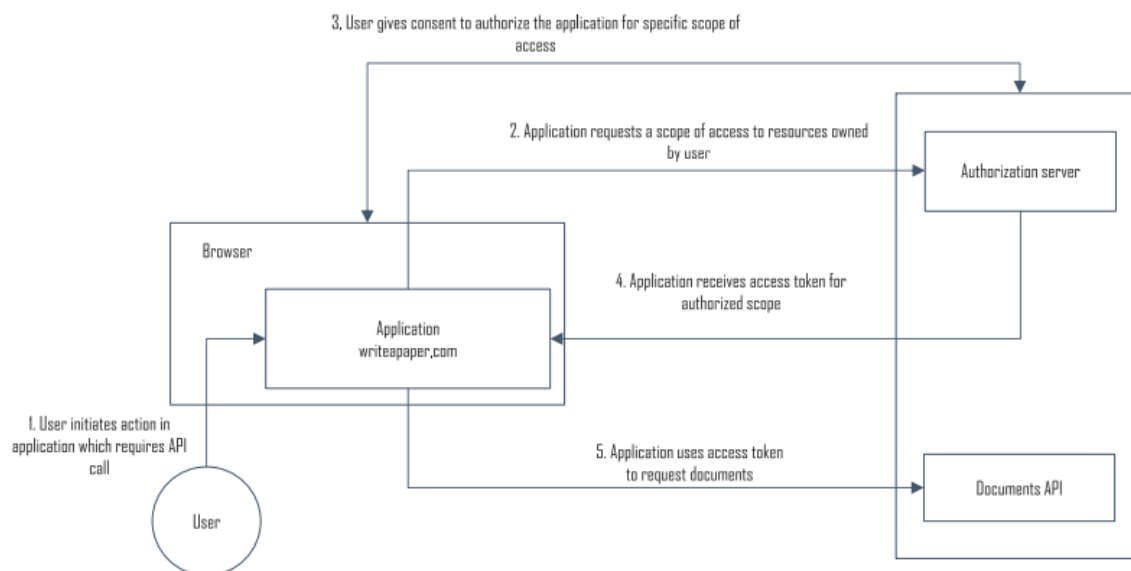 3. User gives consent to authorize the application for specific scope of
access
2. Application requests a scope of access to resources owned
by user
Authorization server
Browser
4. Application receives access token for
authorized scope
Application
writeapaper.com
1. User initiates action in
application which requires API
call
5. Application uses access token
to request documents
Documents API
User